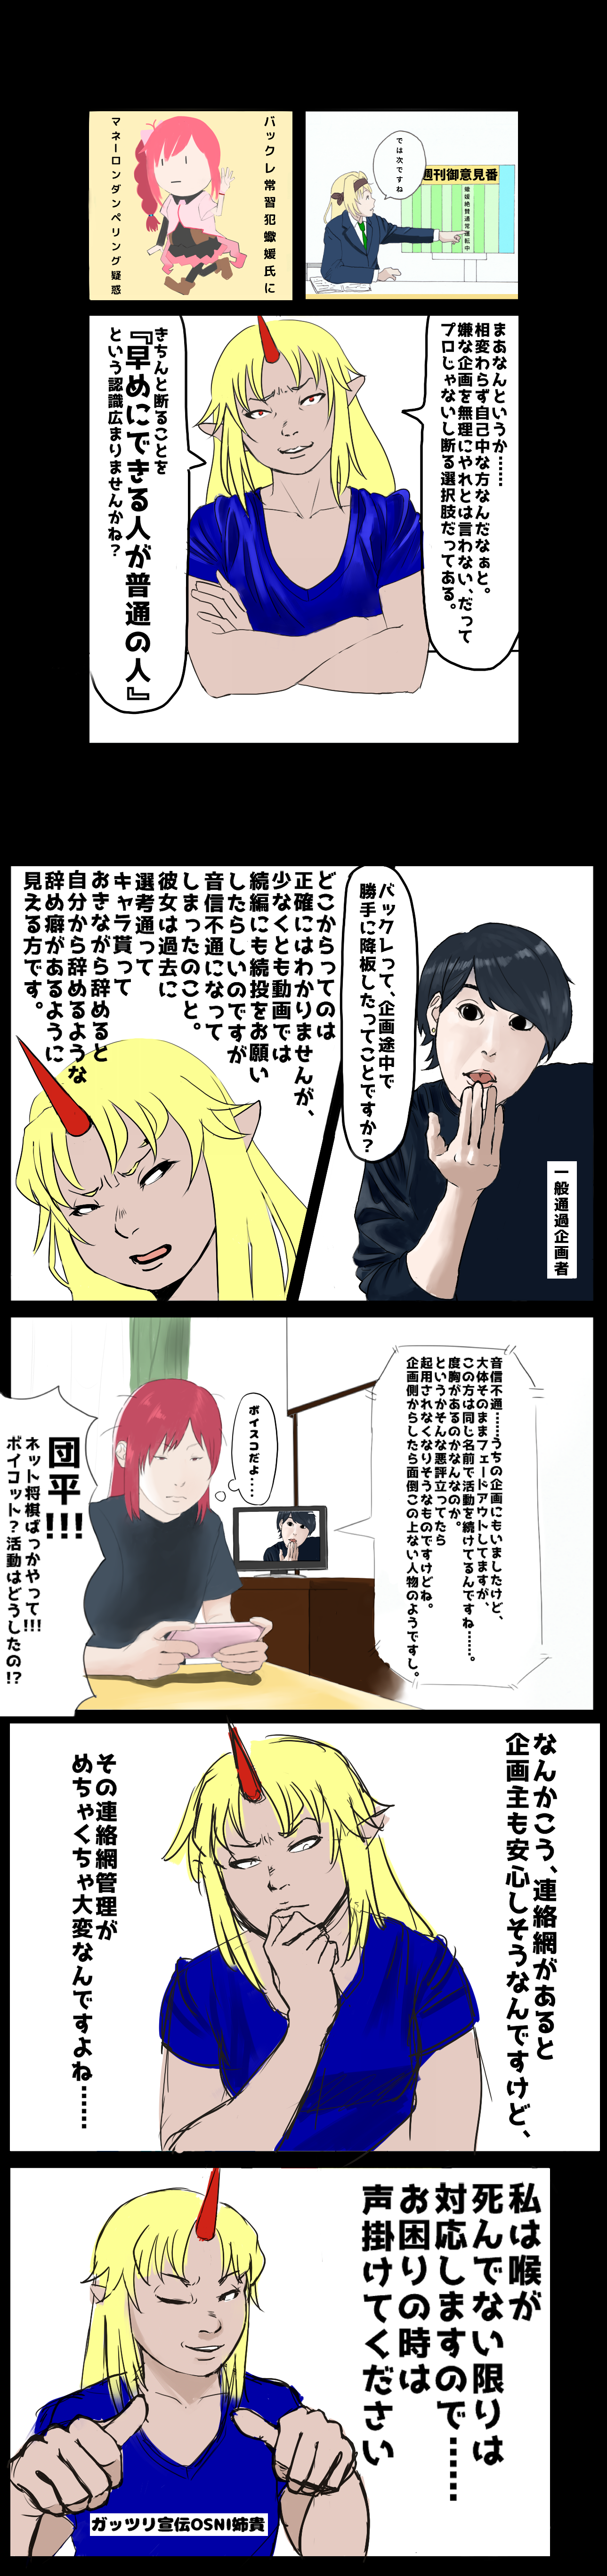 では次ですね
週刊御意見番
蠍媛絶賛通常運転中
バックレ常習犯蠍媛氏に
マネーロンダンペリング疑惑
まあなんというか……
相変わらず自己中な方なんだなぁと。
嫌な企画を無理にやれとは言わない、だって
プロじゃないし断る選択肢だってある。
きちんと断ることを
『早めにできる人が普通の人』
という認識広まりませんかね？
バックレって、企画途中で
勝手に降板したってことですか？
一般通過企画者
どこからってのは
正確にはわかりませんが、
少なくとも動画では
続編にも続投をお願い
したらしいのですが
音信不通になって
しまったのこと。
彼女は過去に
選考通って
キャラ貰って
おきながら辞めると
自分から辞めるような
辞め癖があるように
見える方です。
音信不通……うちの企画にもいましたけど、
大体そのままフェードアウトしてますが、
この方は同じ名前で活動を続けてるんですね……。
度胸があるのかなんなのか。
というかそんな悪評立ってたら
起用されなくなりそうなものですけどね。
企画側からしたら面倒この上ない人物のようですし。
ボイスコだよ……
団平!!!
ネット将棋ばっかやって!!!
ボイコット？活動はどうしたの!?
なんかこう、連絡網があると
企画主も安心しそうなんですけど、
その連絡網管理が
めちゃくちゃ大変なんですよね……
私は喉が
死んでない限りは
対応しますので……
お困りの時は
声掛けてください
ガッツリ宣伝OSNI姉貴